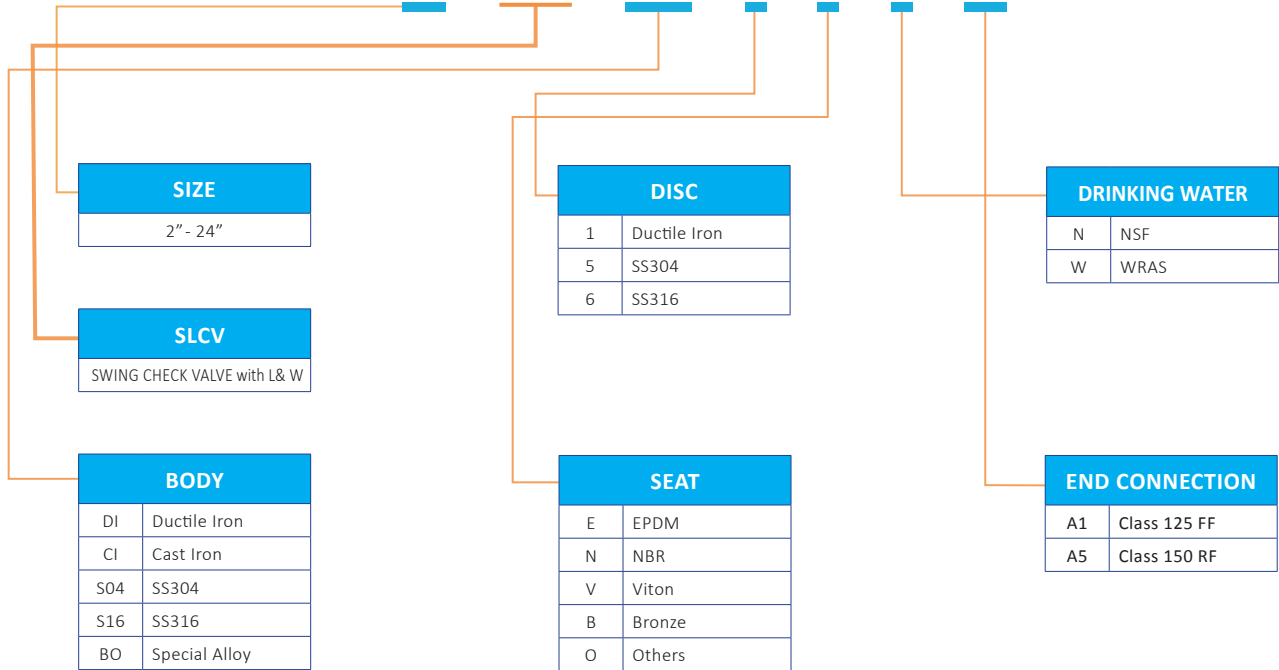 SIZE
2” - 24”
SLCV
SWING CHECK VALVE with L& W
BODY
DI Ductile Iron
CI Cast Iron
S04 SS304
S16 SS316
BO Special Alloy
DISC
1 Ductile Iron
5 SS304
6 SS316
SEAT
E EPDM
N NBR
V Viton
B Bronze
O Others
DRINKING WATER
N NSF
W WRAS
END CONNECTION
A1 Class 125 FF
A5 Class 150 RF